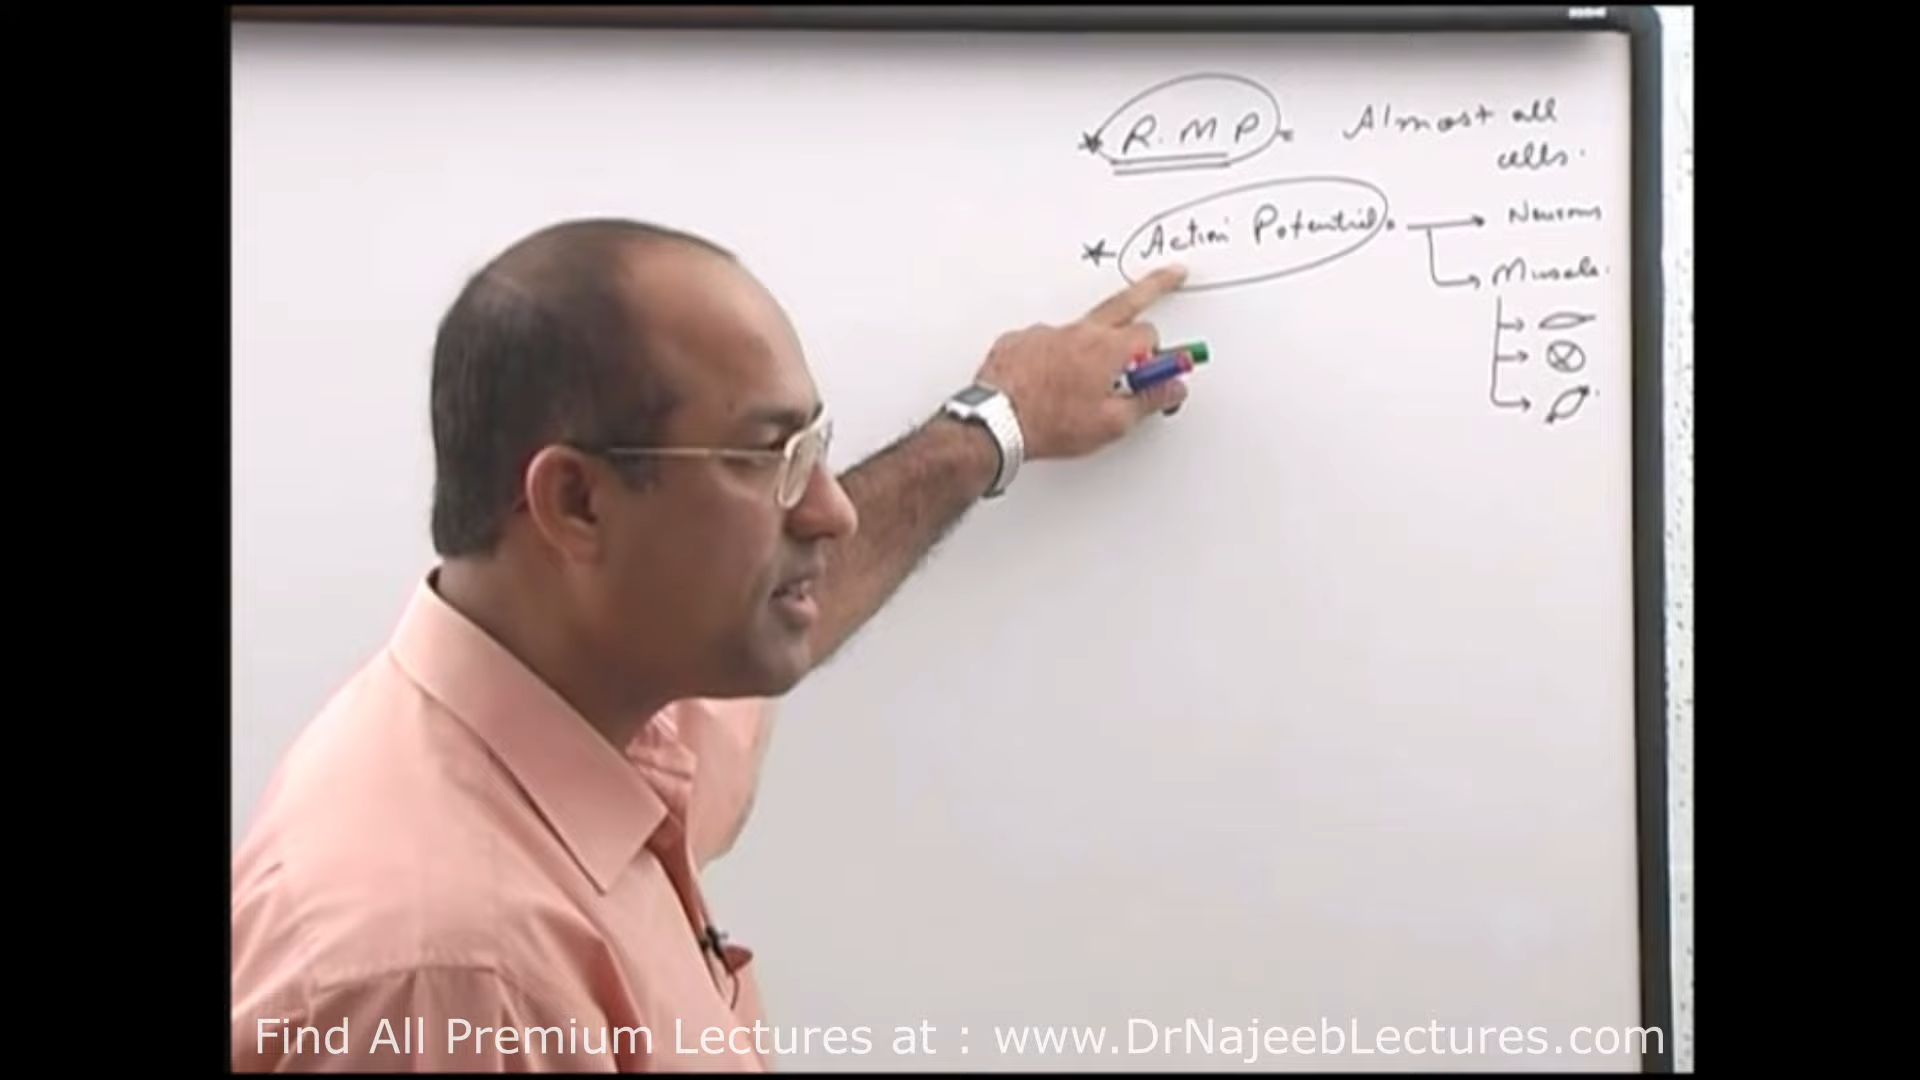 R.M P = Almost all
cells.
Action Potential. Neurons
Muscle.
Find All Premium Lectures at : www.DrNajeebLectures.com